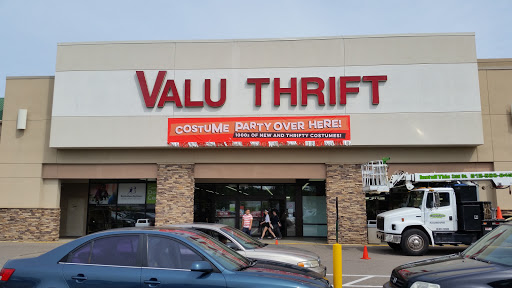 VALU THRIFT
COSTUME PARTY OVER HERE!
1000s OF NEW AND THRIFTY COSTUMES!